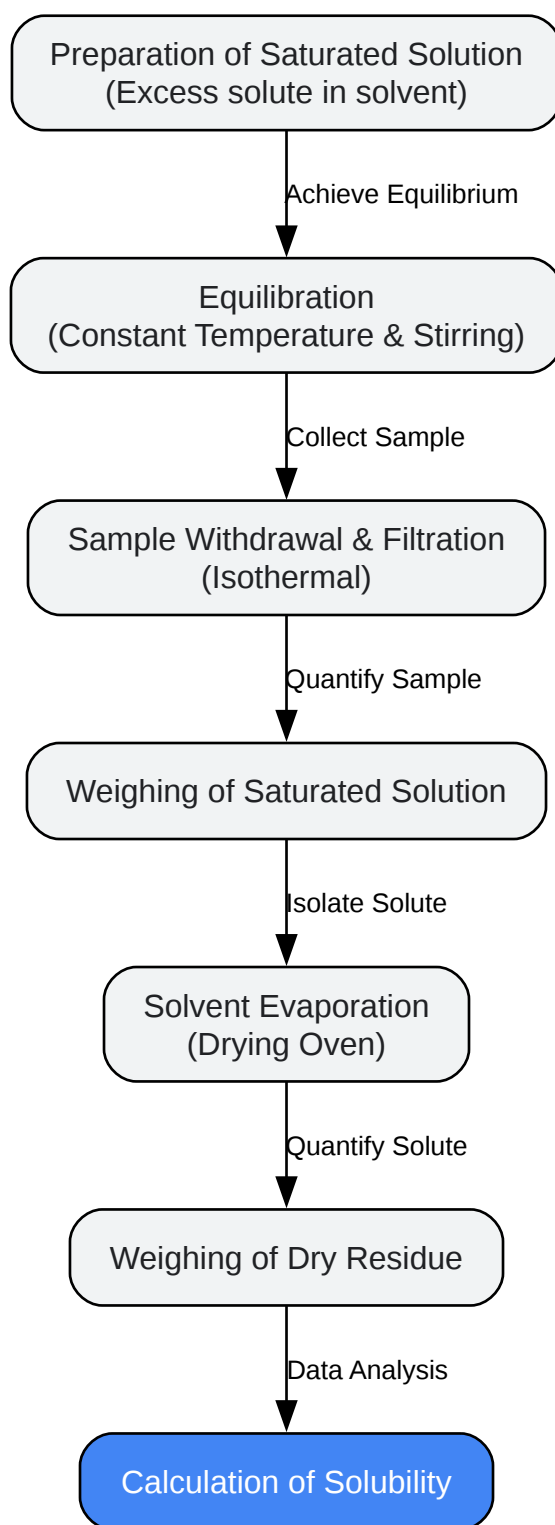 Preparation of Saturated Solution
(Excess solute in solvent)
Achieve Equilibrium
Equilibration
(Constant Temperature & Stirring)
Collect Sample
Sample Withdrawal & Filtration
(Isothermal)
Quantify Sample
Weighing of Saturated Solution
Isolate Solute
Solvent Evaporation
(Drying Oven)
Quantify Solute
Weighing of Dry Residue
Data Analysis
Calculation of Solubility